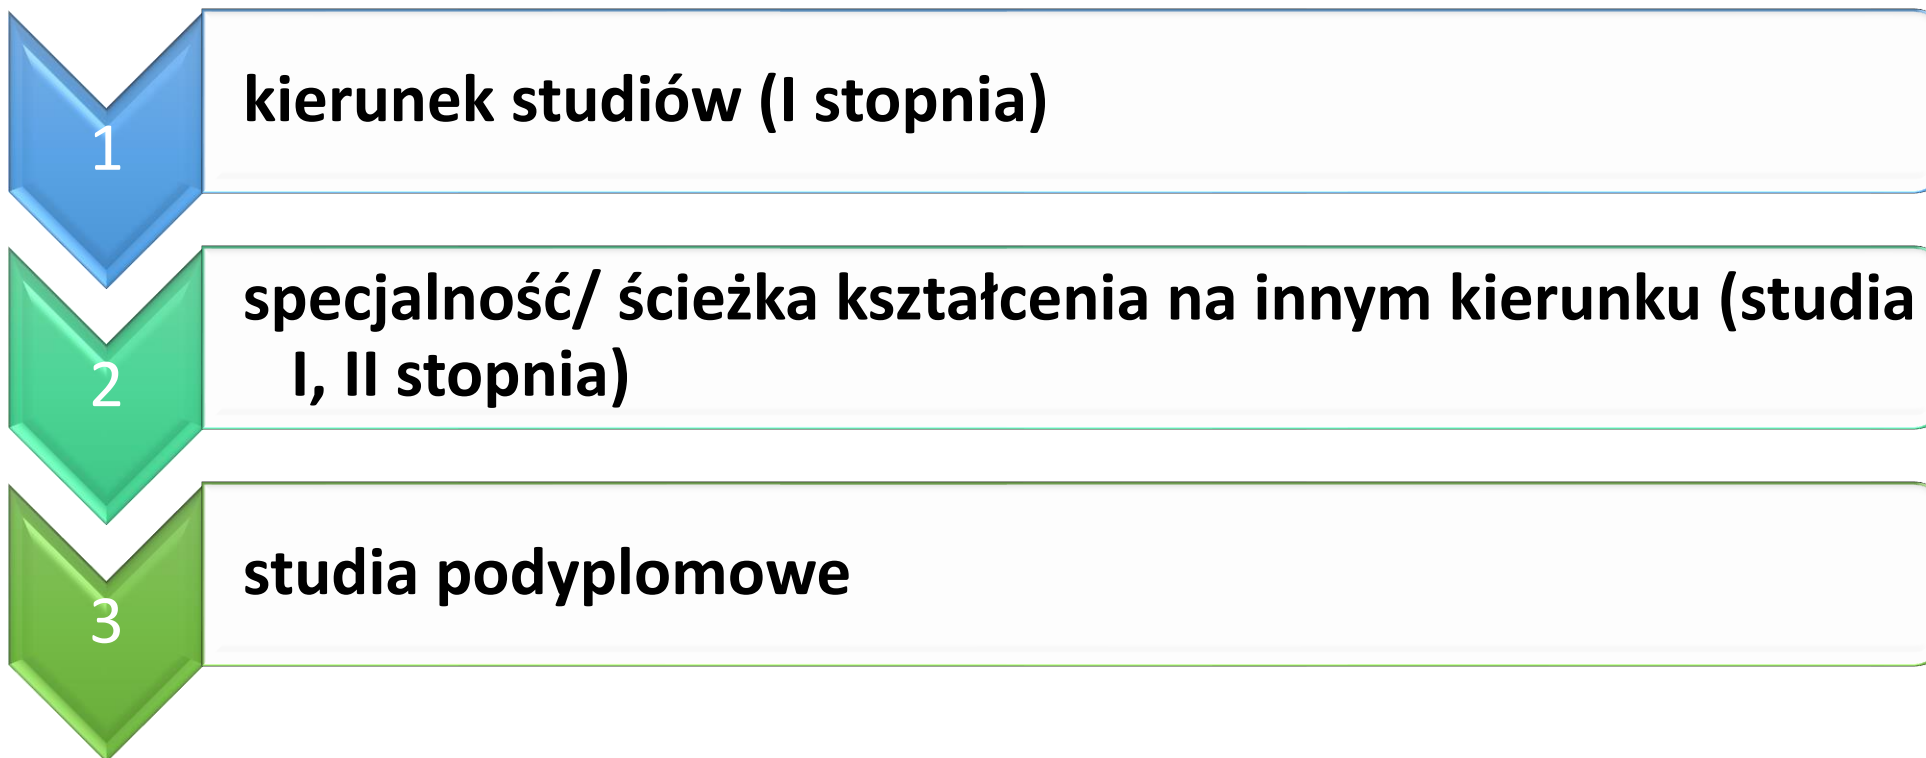 1
kierunek studiów (I stopnia)
2
specjalność/ ścieżka kształcenia na innym kierunku (studia
I, II stopnia)
3
studia podyplomowe